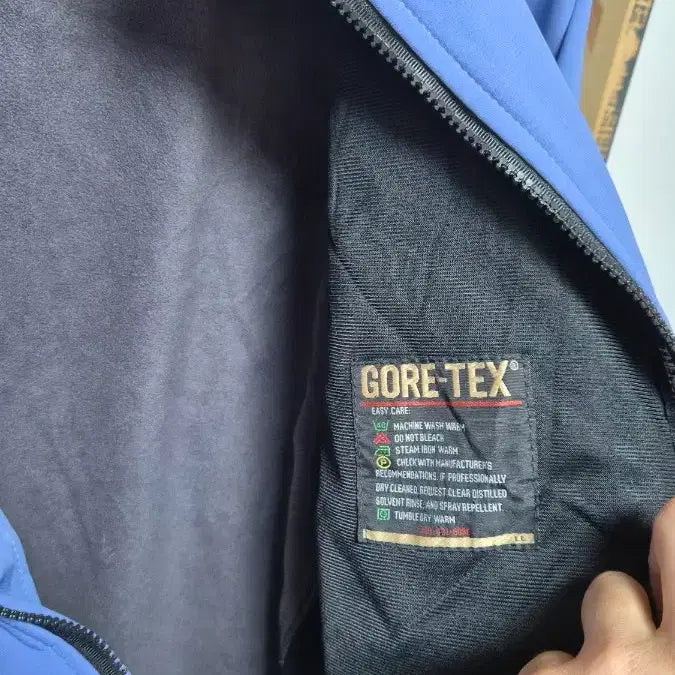 GORE-TEX®
EASY CARE:
40 MACHINE WASH WARM
DO NOT BLEACH
STEAM IRON WARM
P CHECK WITH MANUFACTURER'S
RECOMMENDATIONS. IF PROFESSIONALLY
DRY CLEANED, REQUEST CLEAR DISTILLED
SOLVENT RINSE, AND SPRAY REPELLENT.
TUMBLE DRY WARM